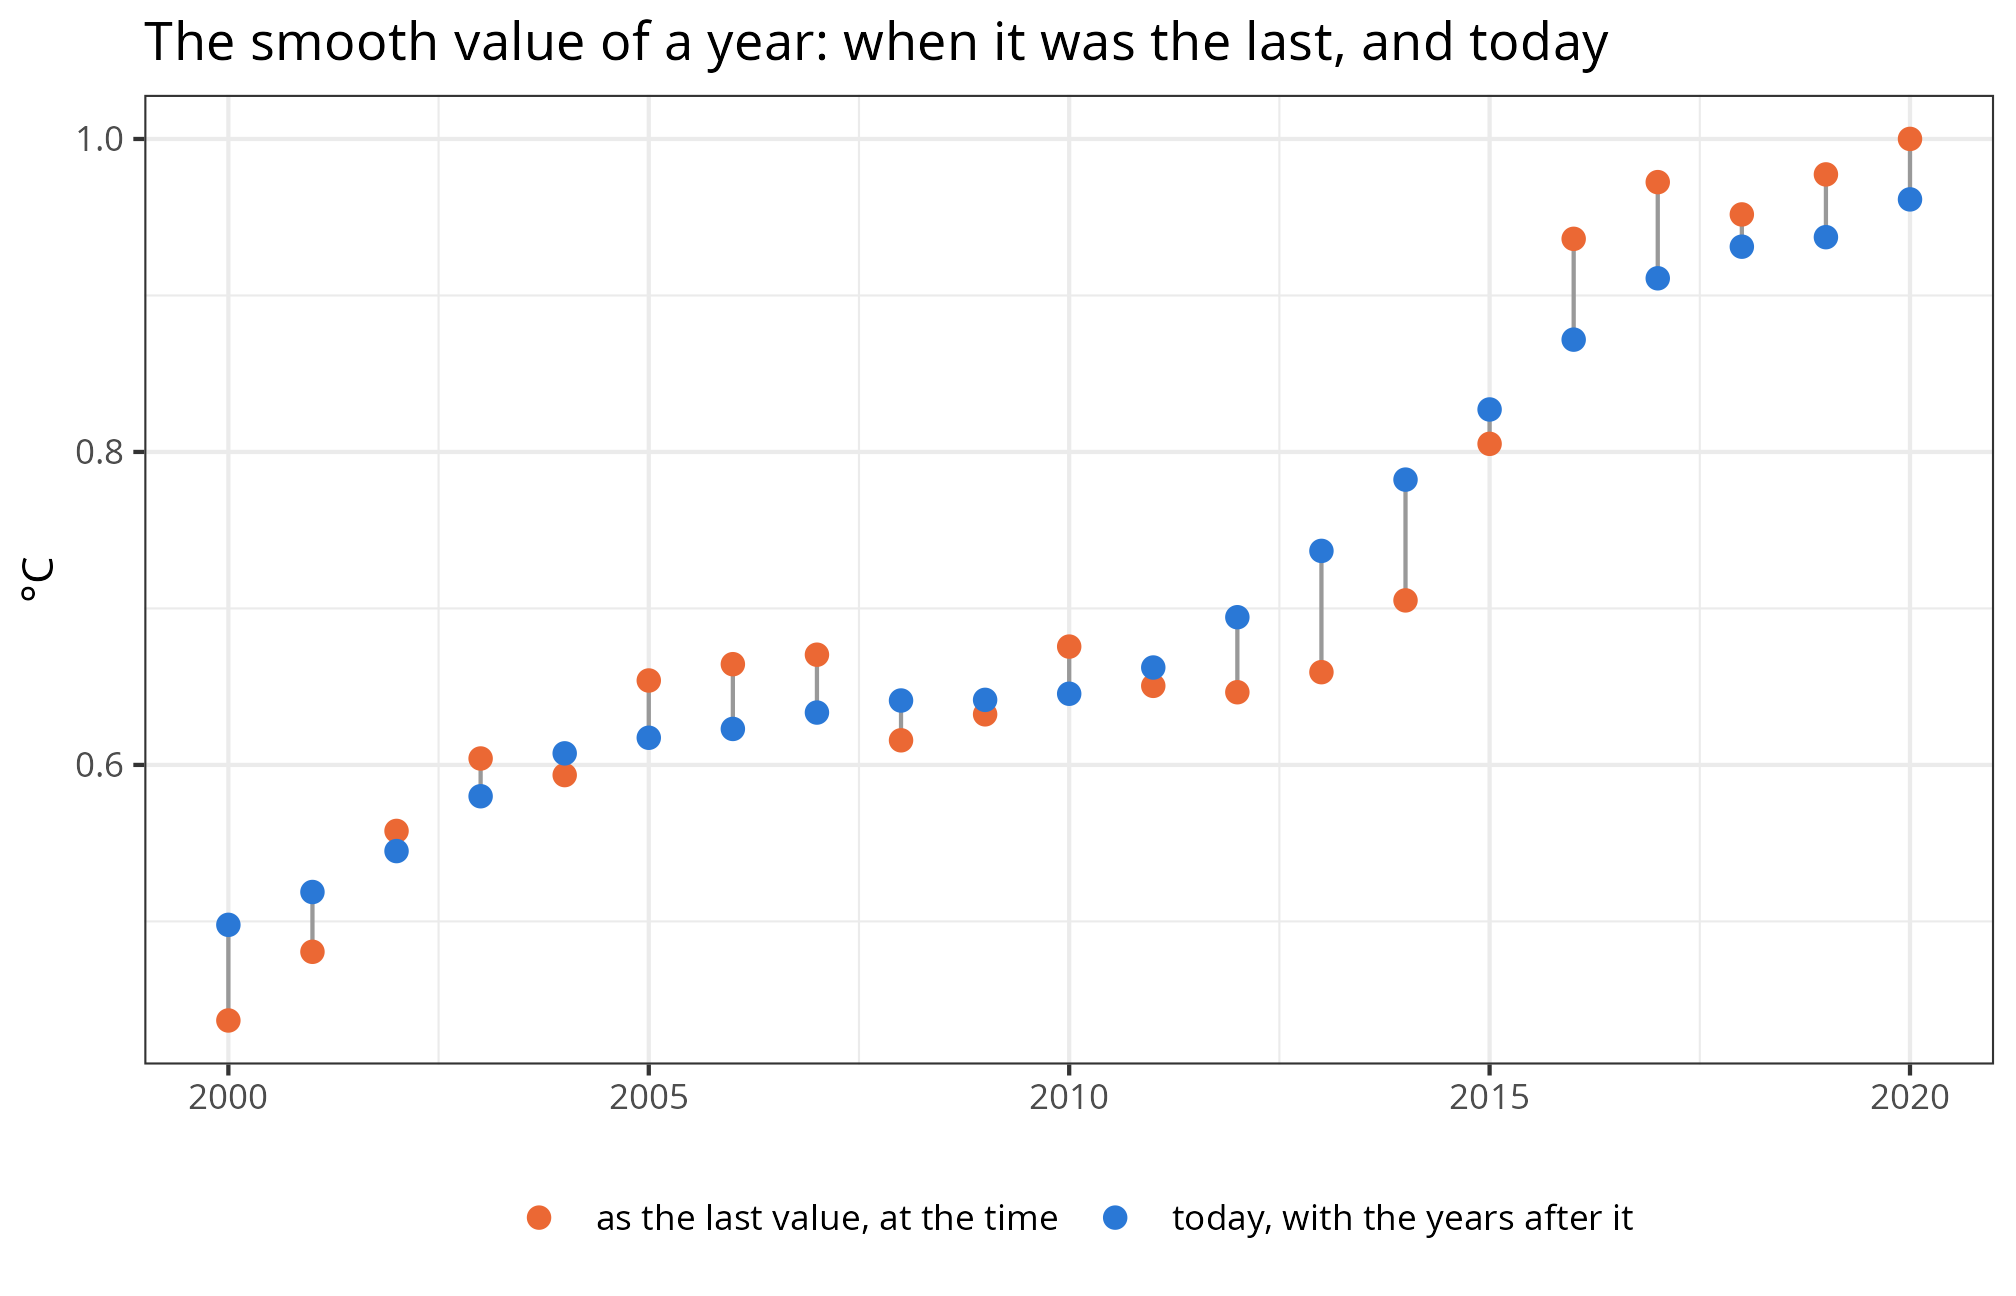 The smooth value of a year: when it was the last, and today
1.0
0.8
0.6
°C
2000 2005 2010 2015 2020
as the last value, at the time today, with the years after it